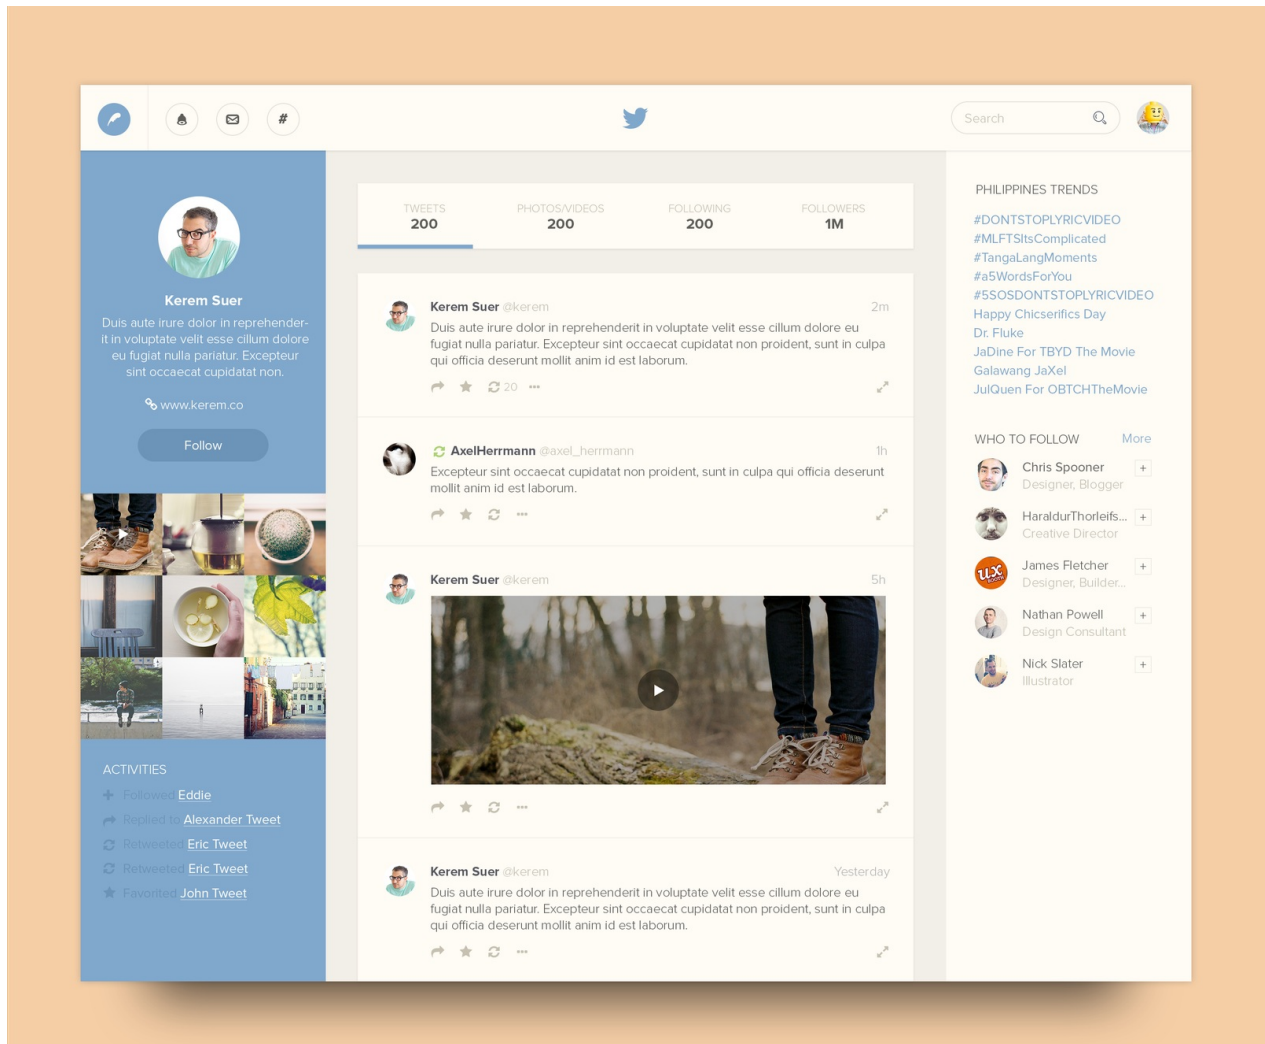 #
Search
Kerem Suer
Duis aute irure dolor in reprehender-
it in voluptate velit esse cillum dolore
eu fugiat nulla pariatur. Excepteur
sint occaecat cupidatat non.
www.kerem.co
Follow
ACTIVITIES
Followed Eddie
Replied to Alexander Tweet
Retweeted Eric Tweet
Retweeted Eric Tweet
Favorited John Tweet
TWEETS PHOTOS/VIDEOS FOLLOWING FOLLOWERS
200 200 200 1M
Kerem Suer @kerem 2m
Duis aute irure dolor in reprehenderit in voluptate velit esse cillum dolore eu
fugiat nulla pariatur. Excepteur sint occaecat cupidatat non proident, sunt in culpa
qui officia deserunt mollit anim id est laborum.
20
AxelHerrmann @axel_herrmann 1h
Excepteur sint occaecat cupidatat non proident, sunt in culpa qui officia deserunt
mollit anim id est laborum.
Kerem Suer @kerem 5h
Kerem Suer @kerem Yesterday
Duis aute irure dolor in reprehenderit in voluptate velit esse cillum dolore eu
fugiat nulla pariatur. Excepteur sint occaecat cupidatat non proident, sunt in culpa
qui officia deserunt mollit anim id est laborum.
PHILIPPINES TRENDS
#DONTSTOPLYRICVIDEO
#MLFTSItsComplicated
#TangaLangMoments
#a5WordsForYou
#5SOSDONTSTOPLYRICVIDEO
Happy Chicserifics Day
Dr. Fluke
JaDine For TBYD The Movie
Galawang JaXel
JulQuen For OBTCHTheMovie
WHO TO FOLLOW More
Chris Spooner +
Designer, Blogger
HaraldurThorleifs... +
Creative Director
ux
BOOTH
James Fletcher +
Designer, Builder...
Nathan Powell +
Design Consultant
Nick Slater +
Illustrator